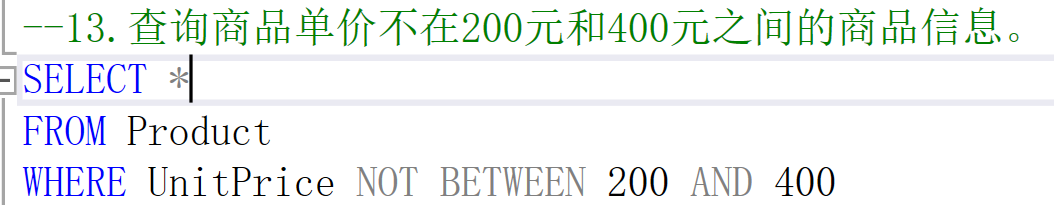 --13.查询商品单价不在200元和400元之间的商品信息。
SELECT *
FROM Product
WHERE UnitPrice NOT BETWEEN 200 AND 400